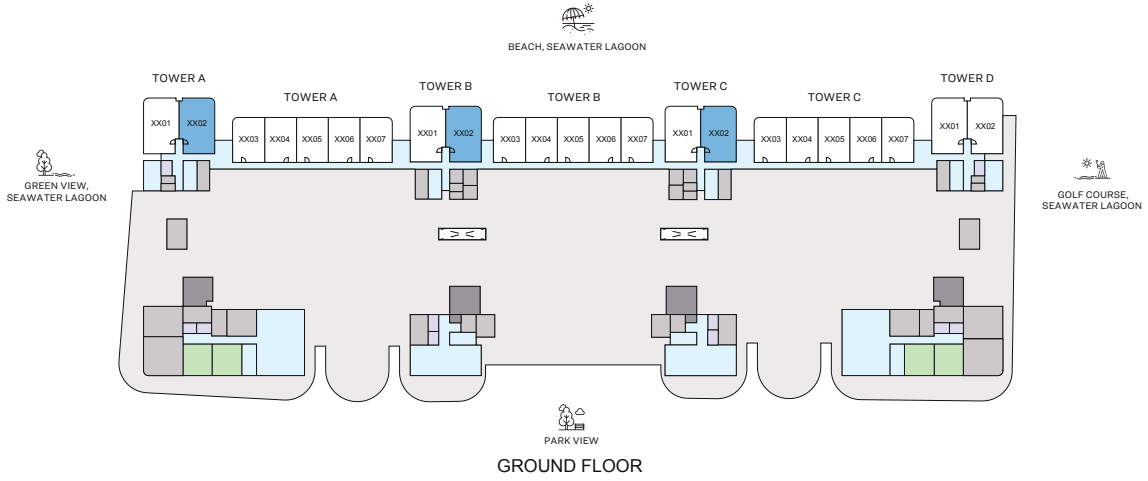 BEACH, SEAWATER LAGOON
TOWER A
TOWER A
TOWER B
TOWER B
TOWER C
TOWER C
TOWER D
XX01 XX02
XX03 XX04 XX05 XX06 XX07
XX01 XX02
XX03 XX04 XX05 XX06 XX07
XX01 XX02
XX03 XX04 XX05 XX06 XX07
XX01 XX02
GREEN VIEW,
SEAWATER LAGOON
GOLF COURSE,
SEAWATER LAGOON
PARK VIEW
GROUND FLOOR